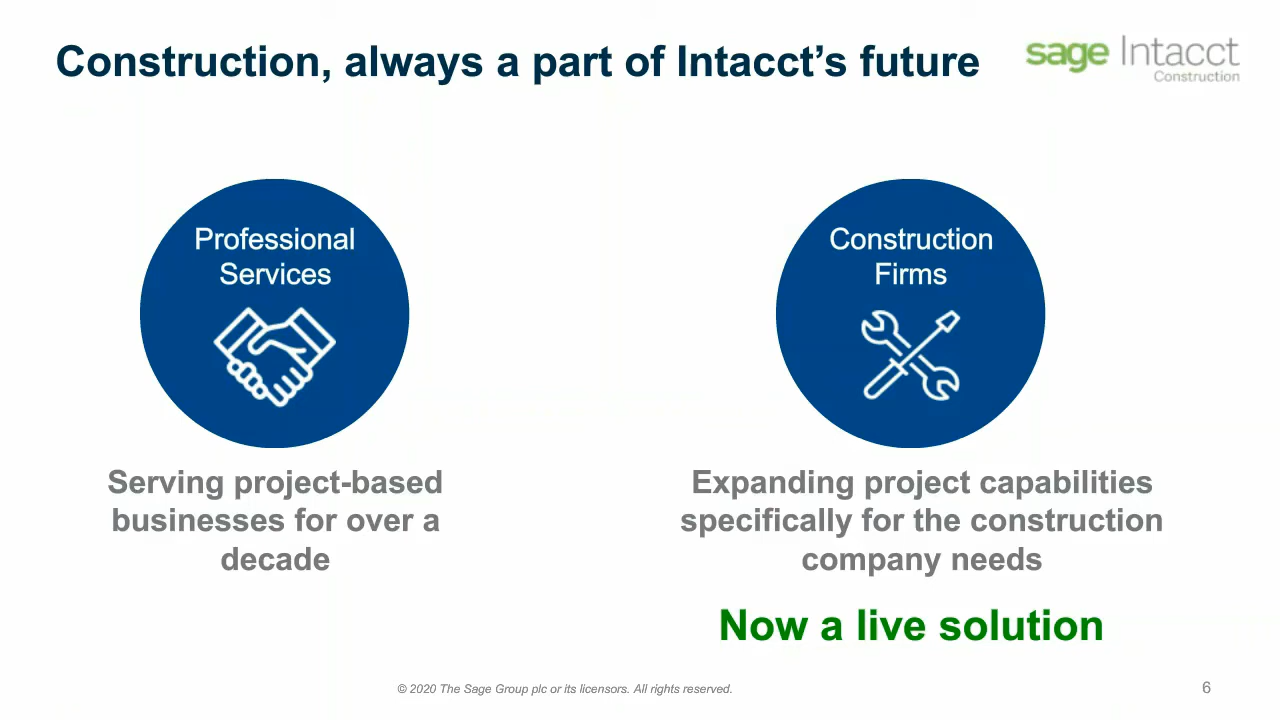 Construction, always a part of Intacct’s future
sage Intacct
Construction
Professional
Services
Serving project-based
businesses for over a
decade
Construction
Firms
Expanding project capabilities
specifically for the construction
company needs
Now a live solution
© 2020 The Sage Group plc or its licensors. All rights reserved.
6